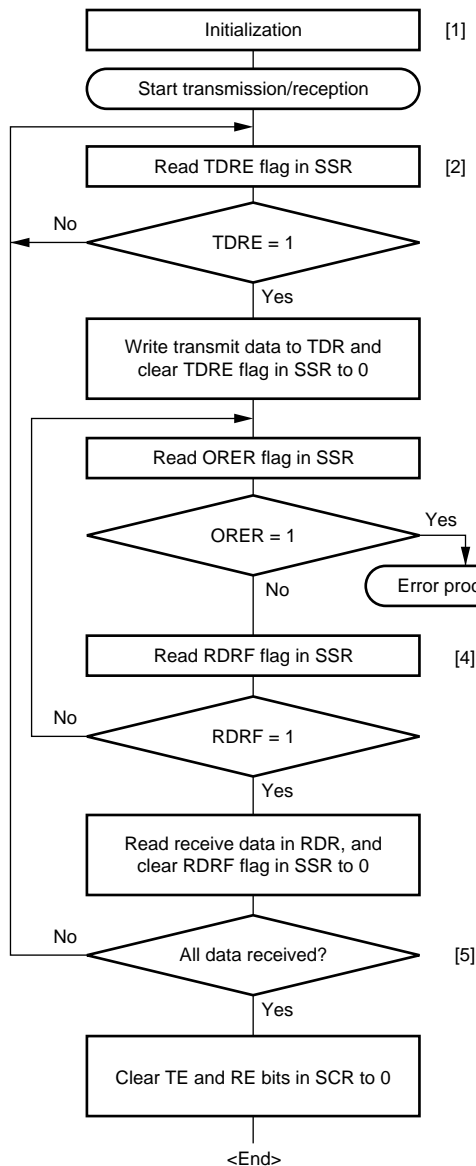 Initialization [1]
Start transmission/reception
Read TDRE flag in SSR [2]
No
TDRE = 1
Yes
Write transmit data to TDR and
clear TDRE flag in SSR to 0
Read ORER flag in SSR
Yes
ORER = 1
No
Error
Read RDRF flag in SSR [4]
No
RDRF = 1
Yes
Read receive data in RDR, and
clear RDRF flag in SSR to 0
No
All data received? [5]
Yes
Clear TE and RE bits in SCR to 0
<End>